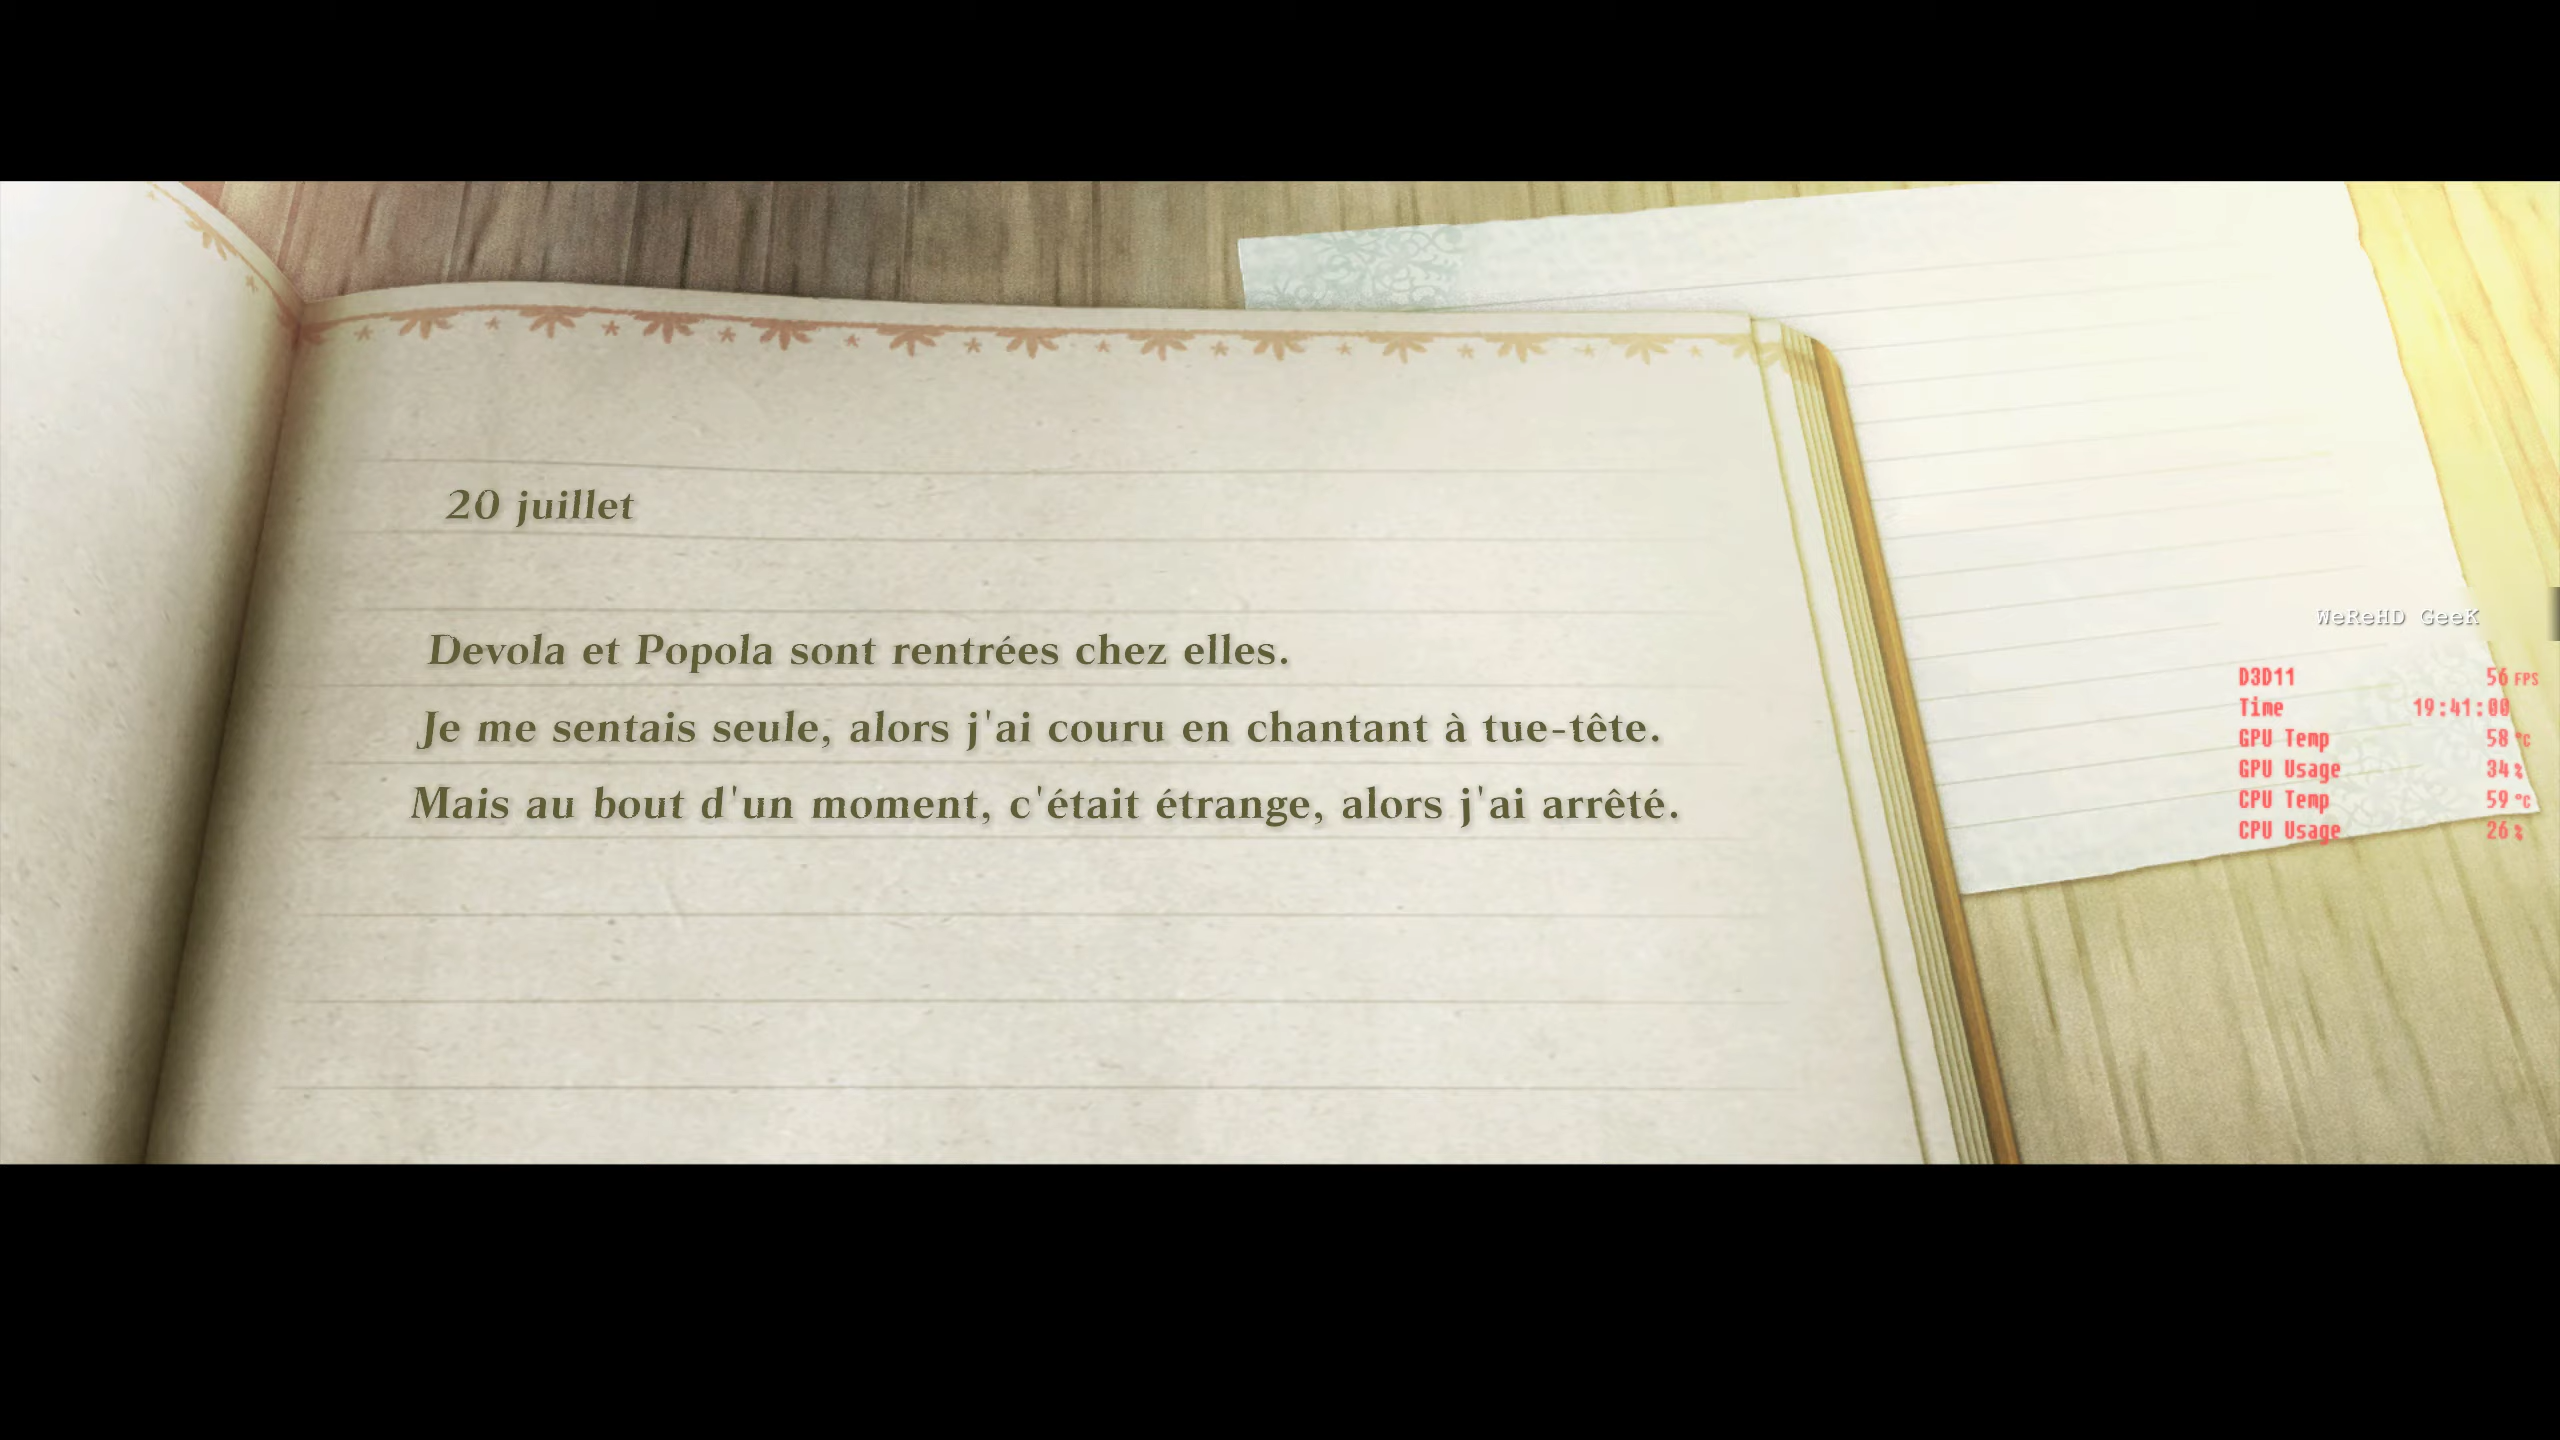 20 juillet
Devola et Popola sont rentrées chez elles.
Je me sentais seule, alors j'ai couru en chantant à tue-tête.
Mais au bout d'un moment, c'était étrange, alors j'ai arrêté.
WeReHD GeeK
D3D11 56 FPS
Time 19:41:00
GPU Temp 58 °C
GPU Usage 34 %
CPU Temp 59 °C
CPU Usage 26 %